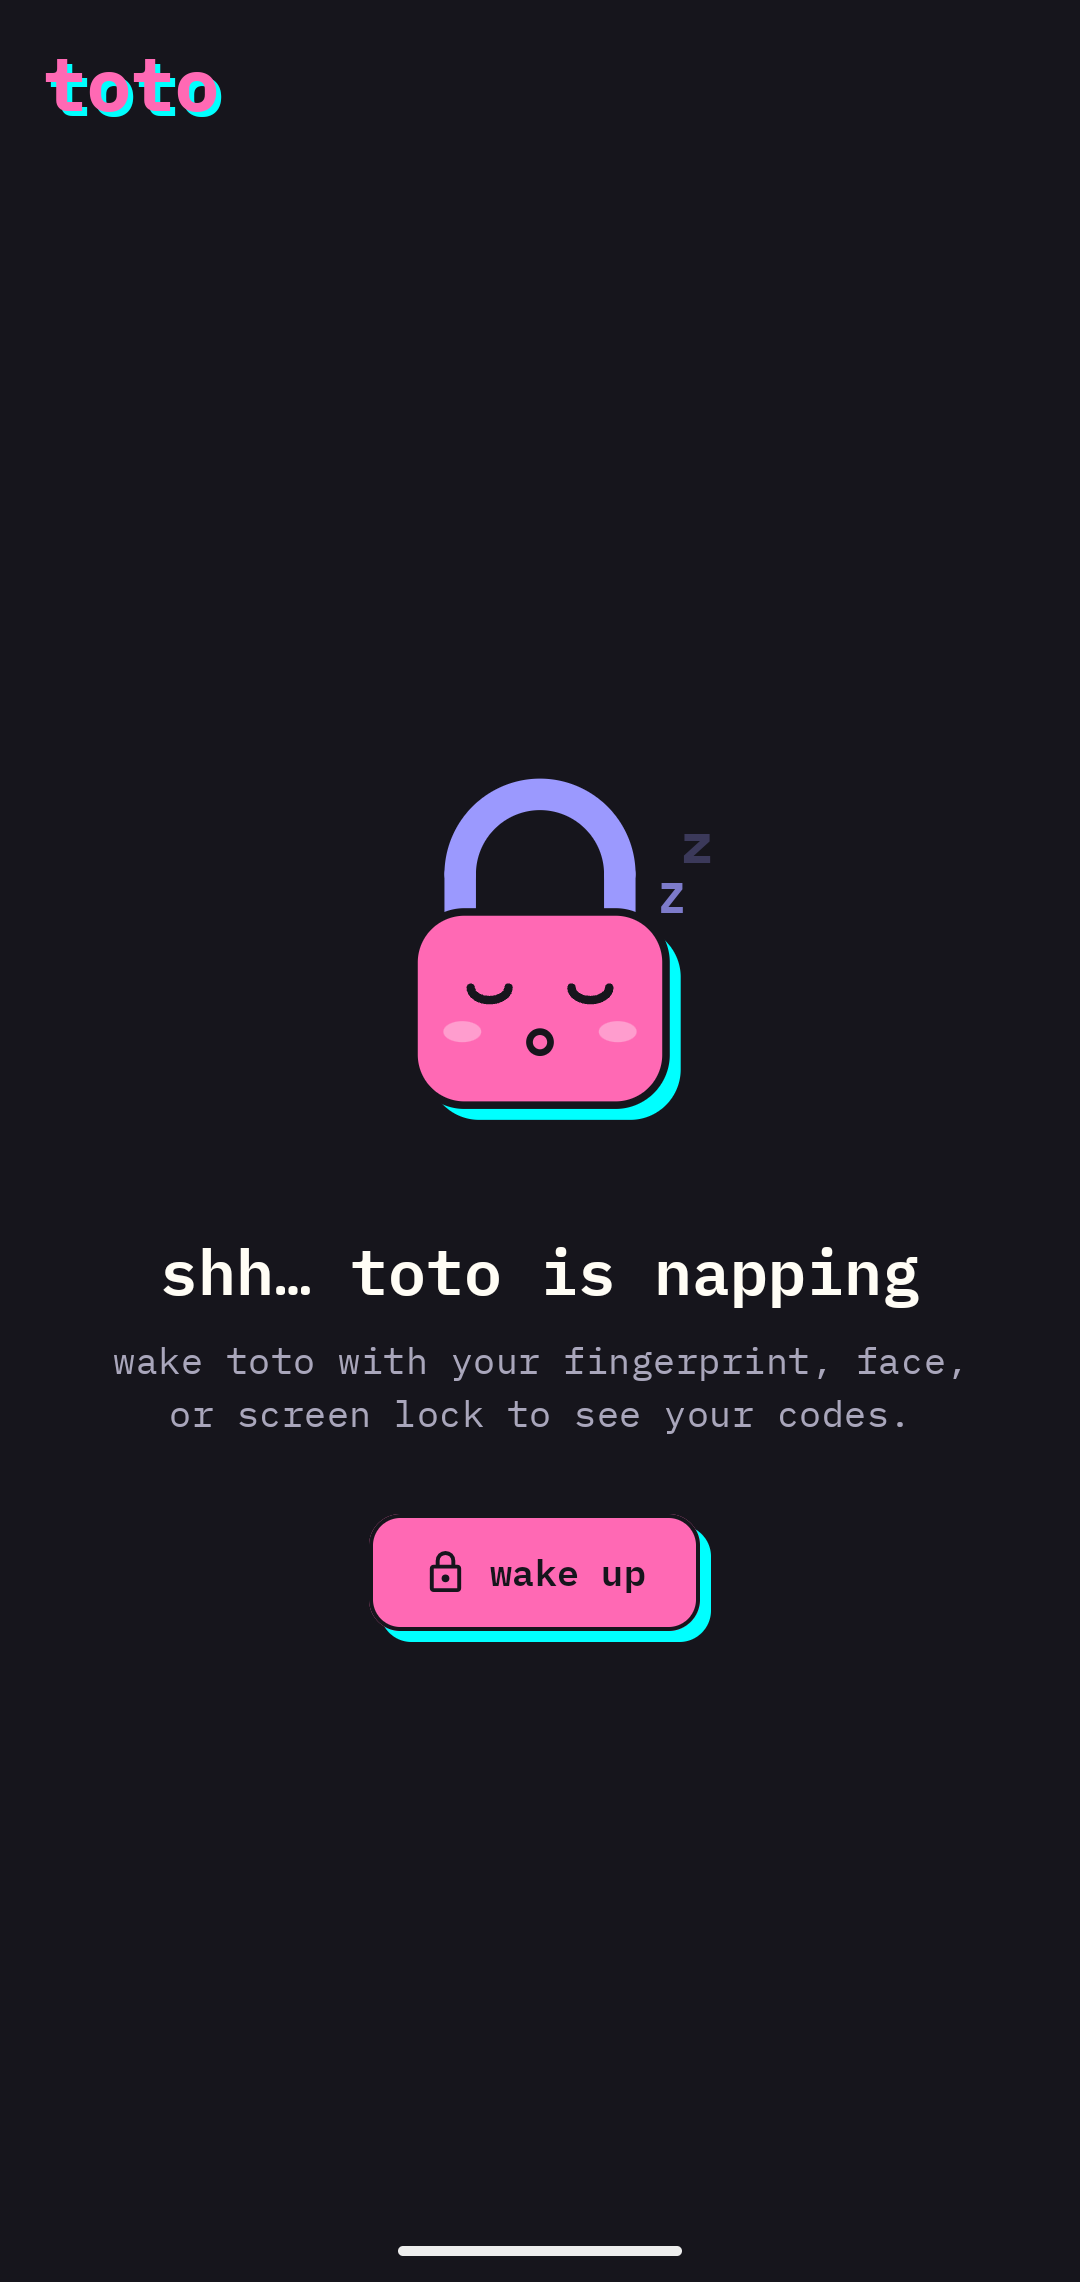 toto
z
z
shh… toto is napping
wake toto with your fingerprint, face,
or screen lock to see your codes.
wake up